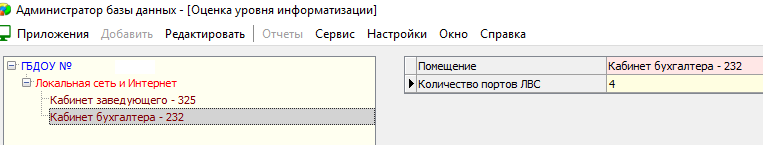 Администратор базы данных - [Оценка уровня информатизации]
Приложения Добавить Редактировать Отчеты Сервис Настройки Окно Справка
ГБДОУ №
Локальная сеть и Интернет
Кабинет заведующего - 325
Кабинет бухгалтера - 232
Помещение Кабинет бухгалтера - 232
Количество портов ЛВС 4